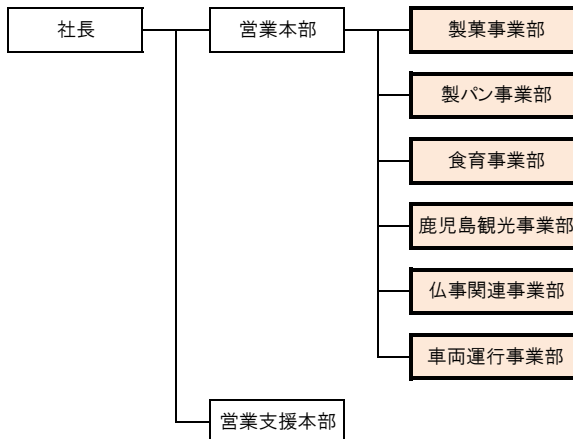 社長
営業本部
製菓事業部
製パン事業部
食育事業部
鹿児島観光事業部
仏事関連事業部
車両運行事業部
営業支援本部